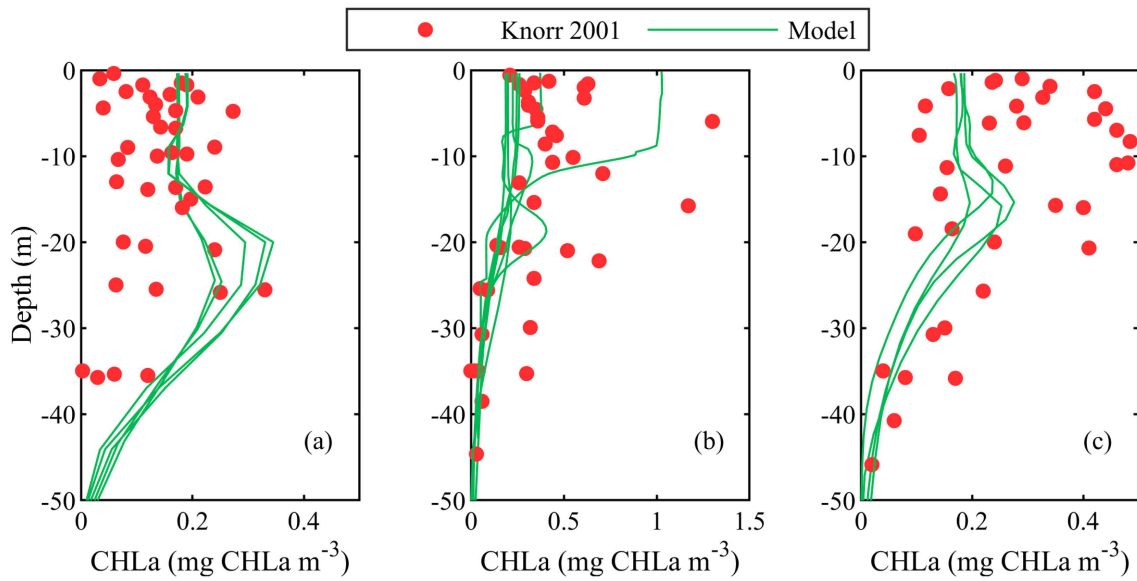 Knorr 2001 Model
0 0 0
-10 -10 -10
-20 -20 -20
-30 -30 -30
-40 -40 -40
-50 -50 -50
Depth (m)
(a) (b) (c)
0 0.2 0.4 0 0.5 1 1.5 0 0.2 0.4
CHLa (mg CHLa m⁻³) CHLa (mg CHLa m⁻³) CHLa (mg CHLa m⁻³)